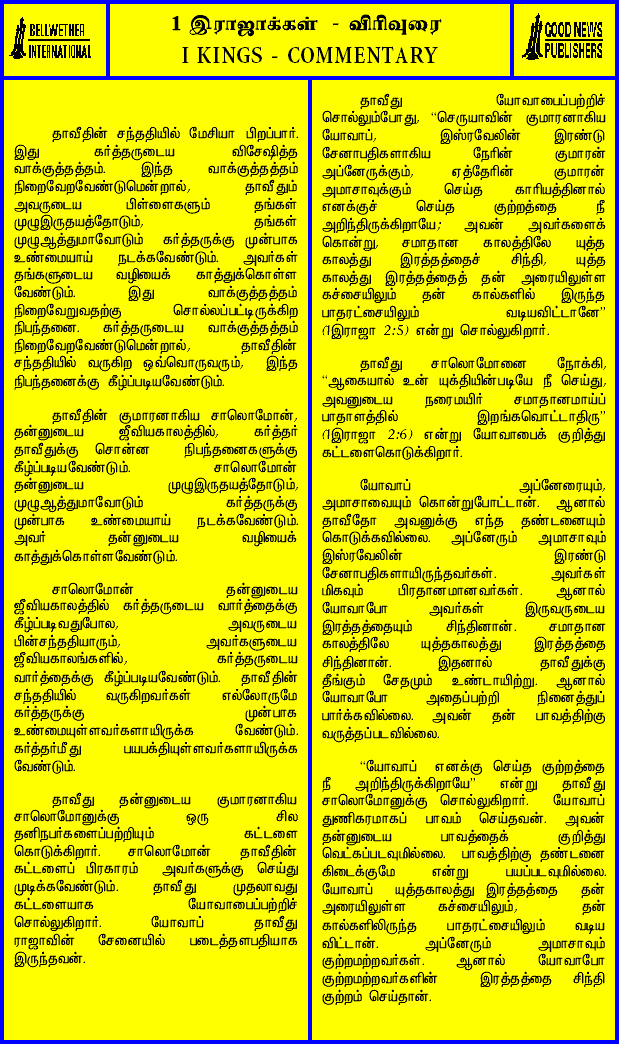 BELLWETHER
INTERNATIONAL
1 இராஜாக்கள் - விரிவுரை
I KINGS - COMMENTARY
GOOD NEWS
PUBLISHERS
தாவீதின் சந்ததியில் மேசியா பிறப்பார்.
இது கர்த்தருடைய விசேஷித்த
வாக்குத்தத்தம். இந்த வாக்குத்தத்தம்
நிறைவேறவேண்டுமென்றால், தாவீதும்
அவருடைய பிள்ளைகளும் தங்கள்
முழுஇருதயத்தோடும், தங்கள்
முழுஆத்துமாவோடும் கர்த்தருக்கு முன்பாக
உண்மையாய் நடக்கவேண்டும். அவர்கள்
தங்களுடைய வழியைக் காத்துக்கொள்ள
வேண்டும். இது வாக்குத்தத்தம்
நிறைவேறுவதற்கு சொல்லப்பட்டிருக்கிற
நிபந்தனை. கர்த்தருடைய வாக்குத்தத்தம்
நிறைவேறவேண்டுமென்றால், தாவீதின்
சந்ததியில் வருகிற ஒவ்வொருவரும், இந்த
நிபந்தனைக்கு கீழ்ப்படியவேண்டும்.
தாவீதின் குமாரனாகிய சாலொமோன்,
தன்னுடைய ஜீவியகாலத்தில், கர்த்தர்
தாவீதுக்கு சொன்ன நிபந்தனைகளுக்கு
கீழ்ப்படியவேண்டும். சாலொமோன்
தன்னுடைய முழுஇருதயத்தோடும்,
முழுஆத்துமாவோடும் கர்த்தருக்கு
முன்பாக உண்மையாய் நடக்கவேண்டும்.
அவர் தன்னுடைய வழியைக்
காத்துக்கொள்ளவேண்டும்.
சாலொமோன் தன்னுடைய
ஜீவியகாலத்தில் கர்த்தருடைய வார்த்தைக்கு
கீழ்ப்படிவதுபோல, அவருடைய
பின்சந்ததியாரும், அவர்களுடைய
ஜீவியகாலங்களில், கர்த்தருடைய
வார்த்தைக்கு கீழ்ப்படியவேண்டும். தாவீதின்
சந்ததியில் வருகிறவர்கள் எல்லோருமே
கர்த்தருக்கு முன்பாக
உண்மையுள்ளவர்களாயிருக்க வேண்டும்.
கர்த்தர்மீது பயபக்தியுள்ளவர்களாயிருக்க
வேண்டும்.
தாவீது தன்னுடைய குமாரனாகிய
சாலொமோனுக்கு ஒரு சில
தனிநபர்களைப்பற்றியும் கட்டளை
கொடுக்கிறார். சாலொமோன் தாவீதின்
கட்டளைப் பிரகாரம் அவர்களுக்கு செய்து
முடிக்கவேண்டும். தாவீது முதலாவது
கட்டளையாக யோவாபைப்பற்றிச்
சொல்லுகிறார். யோவாப் தாவீது
ராஜாவின் சேனையில் படைத்தளபதியாக
இருந்தவன்.
தாவீது யோவாபைப்பற்றிச்
சொல்லும்போது, “செருயாவின் குமாரனாகிய
யோவாப், இஸ்ரவேலின் இரண்டு
சேனாபதிகளாகிய நேரின் குமாரன்
அப்னேருக்கும், ஏத்தேரின் குமாரன்
அமாசாவுக்கும் செய்த காரியத்தினால்
எனக்குச் செய்த குற்றத்தை நீ
அறிந்திருக்கிறாயே; அவன் அவர்களைக்
கொன்று, சமாதான காலத்திலே யுத்த
காலத்து இரத்தத்தைச் சிந்தி, யுத்த
காலத்து இரத்தத்தைத் தன் அரையிலுள்ள
கச்சையிலும் தன் கால்களில் இருந்த
பாதரட்சையிலும் வடியவிட்டானே”
(1இராஜா 2:5) என்று சொல்லுகிறார்.
தாவீது சாலொமோனை நோக்கி,
“ஆகையால் உன் யுக்தியின்படியே நீ செய்து,
அவனுடைய நரைமயிர் சமாதானமாய்ப்
பாதாளத்தில் இறங்கவொட்டாதிரு”
(1இராஜா 2:6) என்று யோவாபைக் குறித்து
கட்டளைகொடுக்கிறார்.
யோவாப் அப்னேரையும்,
அமாசாவையும் கொன்றுபோட்டான். ஆனால்
தாவீதோ அவனுக்கு எந்த தண்டனையும்
கொடுக்கவில்லை. அப்னேரும் அமாசாவும்
இஸ்ரவேலின் இரண்டு
சேனாபதிகளாயிருந்தவர்கள். அவர்கள்
மிகவும் பிரதானமானவர்கள். ஆனால்
யோவாபோ அவர்கள் இருவருடைய
இரத்தத்தையும் சிந்தினான். சமாதான
காலத்திலே யுத்தகாலத்து இரத்தத்தை
சிந்தினான். இதனால் தாவீதுக்கு
தீங்கும் சேதமும் உண்டாயிற்று. ஆனால்
யோவாபோ அதைப்பற்றி நினைத்துப்
பார்க்கவில்லை. அவன் தன் பாவத்திற்கு
வருத்தப்படவில்லை.
“யோவாப் எனக்கு செய்த குற்றத்தை
நீ அறிந்திருக்கிறாயே” என்று தாவீது
சாலொமோனுக்கு சொல்லுகிறார். யோவாப்
துணிகரமாகப் பாவம் செய்தவன். அவன்
தன்னுடைய பாவத்தைக் குறித்து
வெட்கப்படவுமில்லை. பாவத்திற்கு தண்டனை
கிடைக்குமே என்று பயப்படவுமில்லை.
யோவாப் யுத்தகாலத்து இரத்தத்தை தன்
அரையிலுள்ள கச்சையிலும், தன்
கால்களிலிருந்த பாதரட்சையிலும் வடிய
விட்டான். அப்னேரும் அமாசாவும்
குற்றமற்றவர்கள். ஆனால் யோவாபோ
குற்றமற்றவர்களின் இரத்தத்தை சிந்தி
குற்றம் செய்தான்.